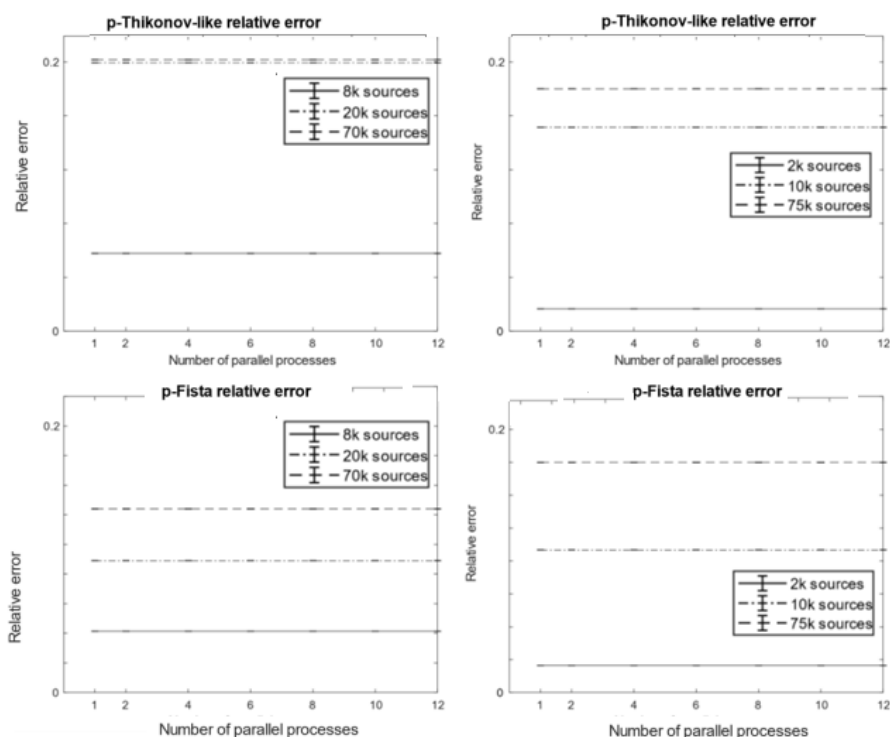 p-Thikonov-like relative error
Relative error
0.2
0
8k sources
20k sources
70k sources
1 2 4 6 8 10 12
Number of parallel processes
p-Thikonov-like relative error
Relative error
0.2
0
2k sources
10k sources
75k sources
1 2 4 6 8 10 12
Number of parallel processes
p-Fista relative error
Relative error
0.2
0
8k sources
20k sources
70k sources
1 2 4 6 8 10 12
Number of parallel processes
p-Fista relative error
Relative error
0.2
0
2k sources
10k sources
75k sources
1 2 4 6 8 10 12
Number of parallel processes